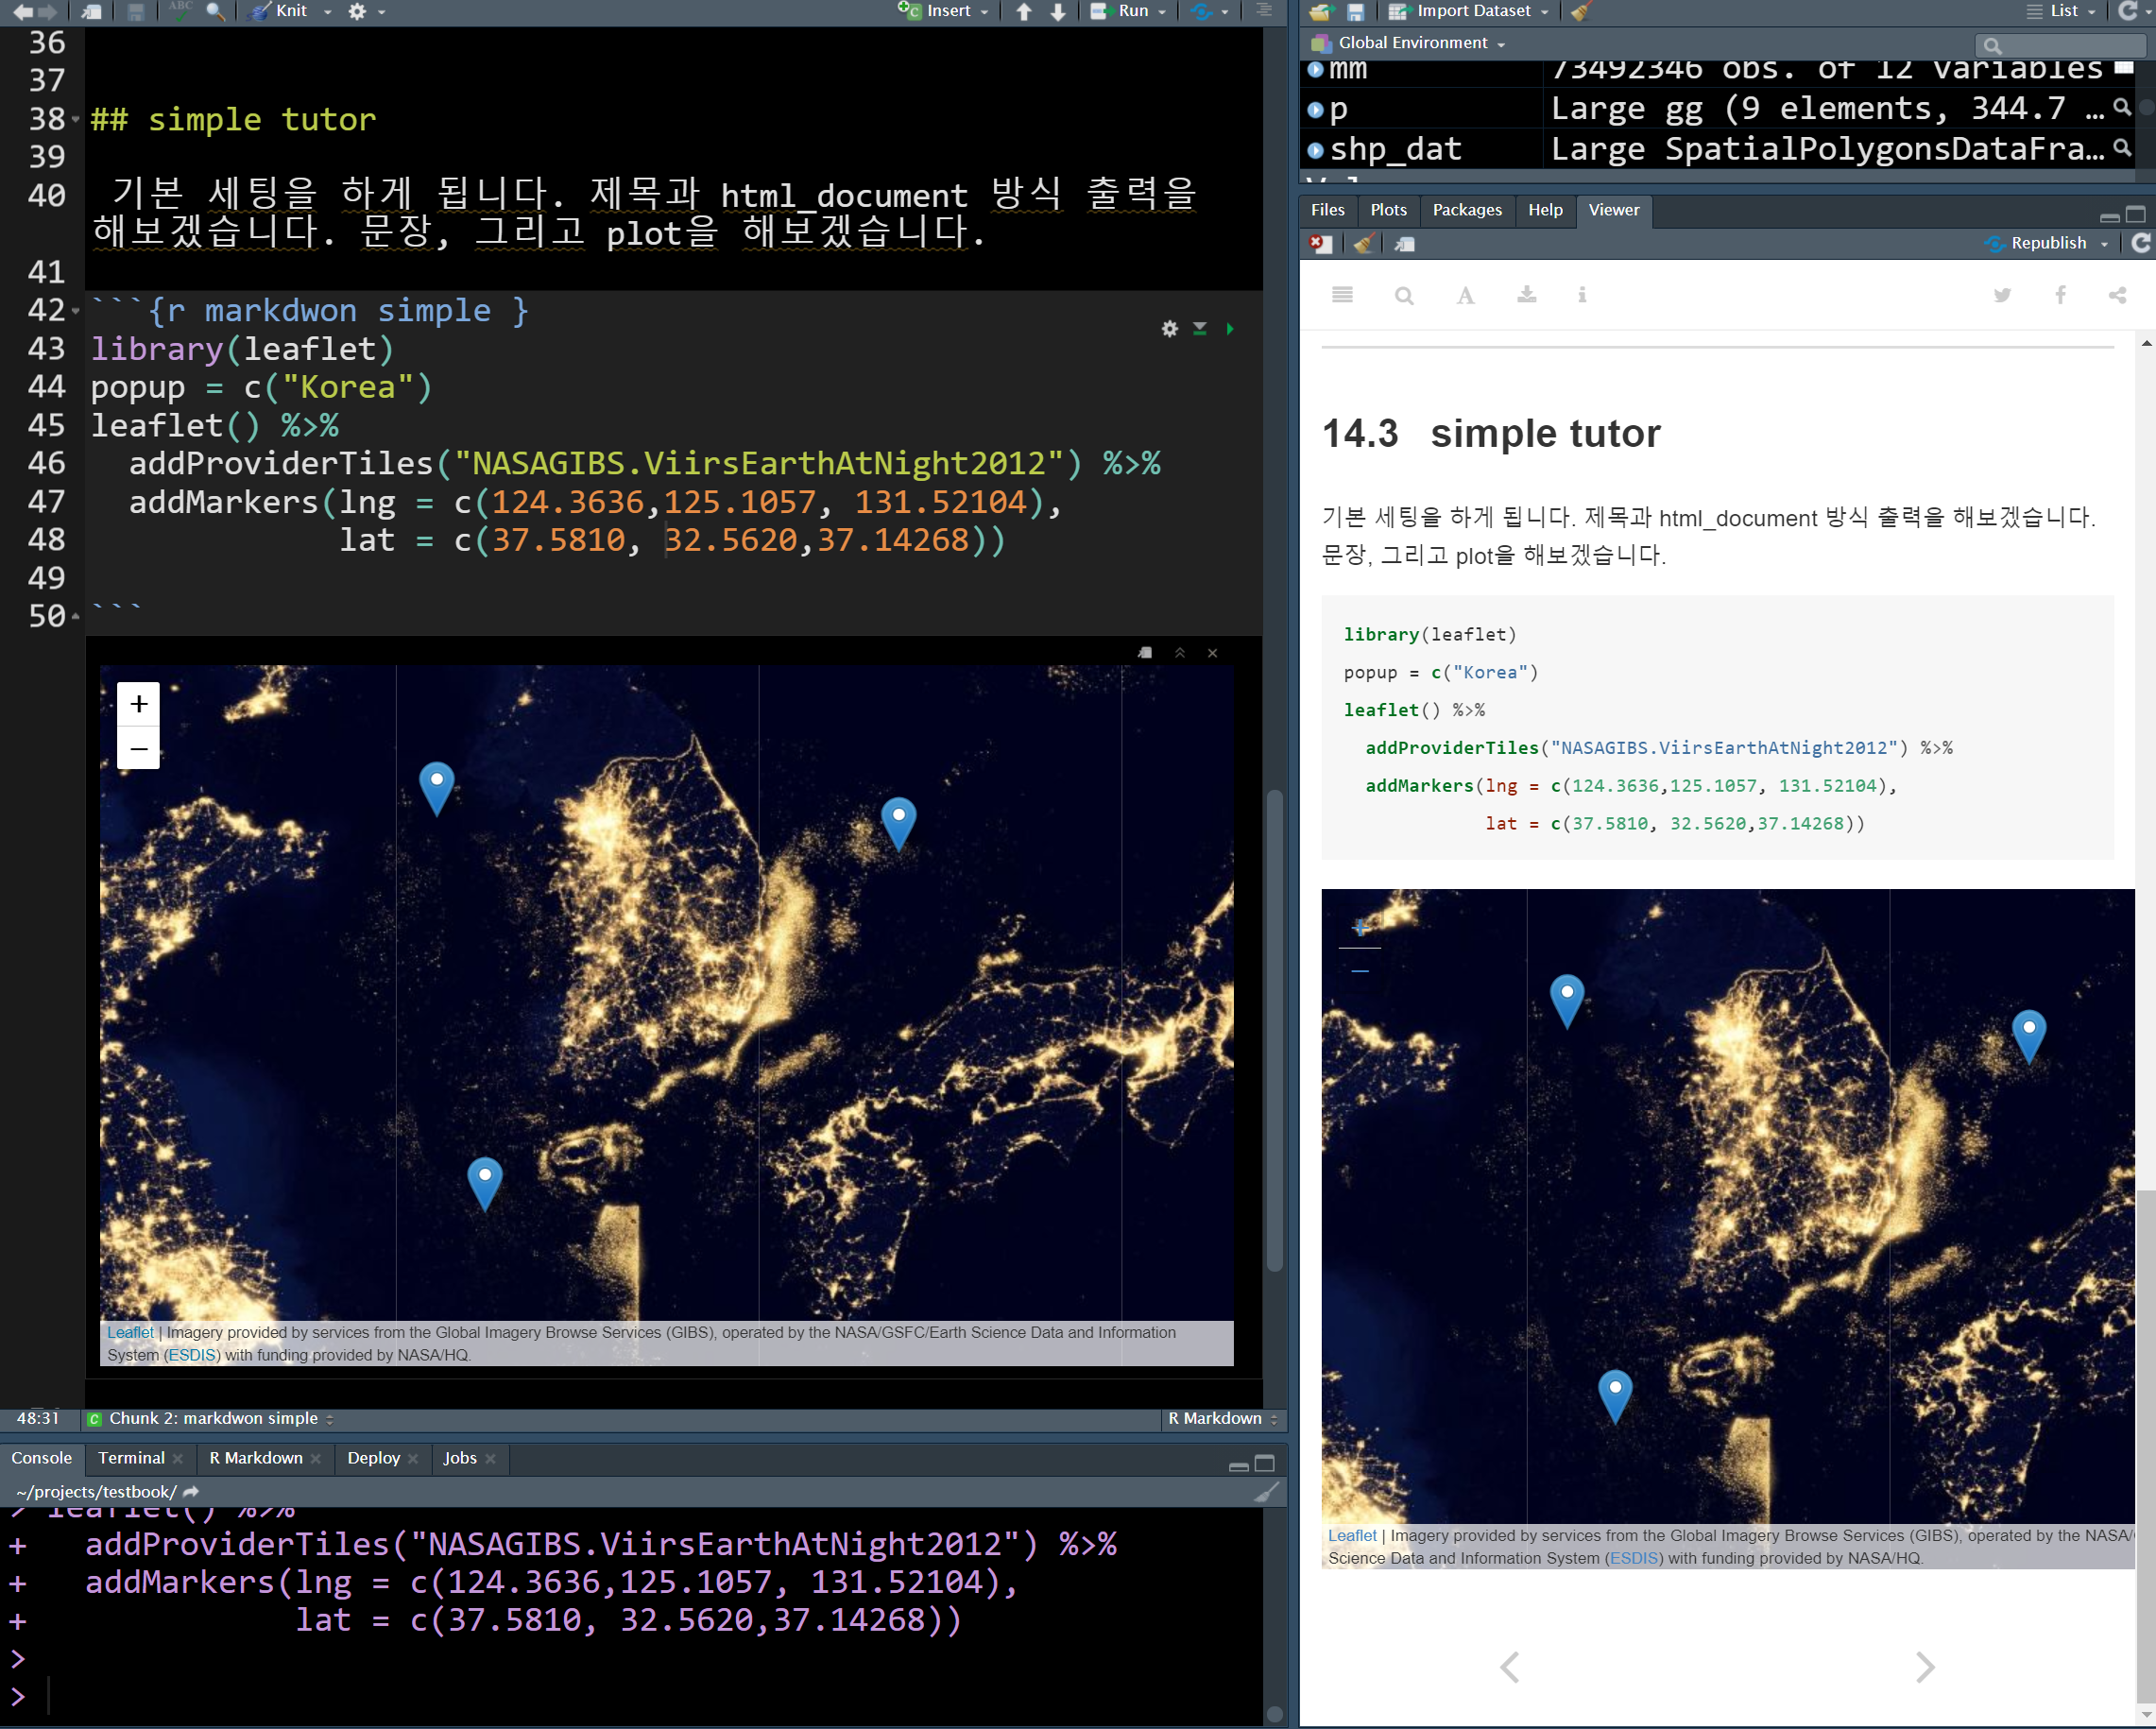 Knit
Insert
Run
36
37
38 ## simple tutor
39
40 기본 세팅을 하게 됩니다. 제목과 html_document 방식 출력을
해보겠습니다. 문장, 그리고 plot을 해보겠습니다.
41
42 ```{r markdwon simple }
43 library(leaflet)
44 popup = c("Korea")
45 leaflet() %>%
46 addProviderTiles("NASAGIBS.ViirsEarthAtNight2012") %>%
47 addMarkers(lng = c(124.3636,125.1057, 131.52104),
48 lat = c(37.5810, 32.5620,37.14268))
49
50 ```
+
−
Leaflet | Imagery provided by services from the Global Imagery Browse Services (GIBS), operated by the NASA/GSFC/Earth Science Data and Information
System (ESDIS) with funding provided by NASA/HQ.
48:31 C Chunk 2: markdwon simple R Markdown
Console Terminal R Markdown Deploy Jobs
~/projects/testbook/
> leaflet() %>%
+ addProviderTiles("NASAGIBS.ViirsEarthAtNight2012") %>%
+ addMarkers(lng = c(124.3636,125.1057, 131.52104),
+ lat = c(37.5810, 32.5620,37.14268))
>
>
Import Dataset List
Global Environment
mm 73492346 obs. of 12 variables
p Large gg (9 elements, 344.7 …
shp_dat Large SpatialPolygonsDataFra…
Files Plots Packages Help Viewer
Republish
14.3 simple tutor
기본 세팅을 하게 됩니다. 제목과 html_document 방식 출력을 해보겠습니다.
문장, 그리고 plot을 해보겠습니다.
library(leaflet)
popup = c("Korea")
leaflet() %>%
addProviderTiles("NASAGIBS.ViirsEarthAtNight2012") %>%
addMarkers(lng = c(124.3636,125.1057, 131.52104),
lat = c(37.5810, 32.5620,37.14268))
+
−
Leaflet | Imagery provided by services from the Global Imagery Browse Services (GIBS), operated by the NASA/
Science Data and Information System (ESDIS) with funding provided by NASA/HQ.